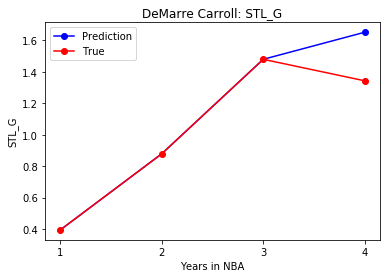 DeMarre Carroll: STL_G
Prediction
True
STL_G
1.6
1.4
1.2
1.0
0.8
0.6
0.4
1 2 3 4
Years in NBA